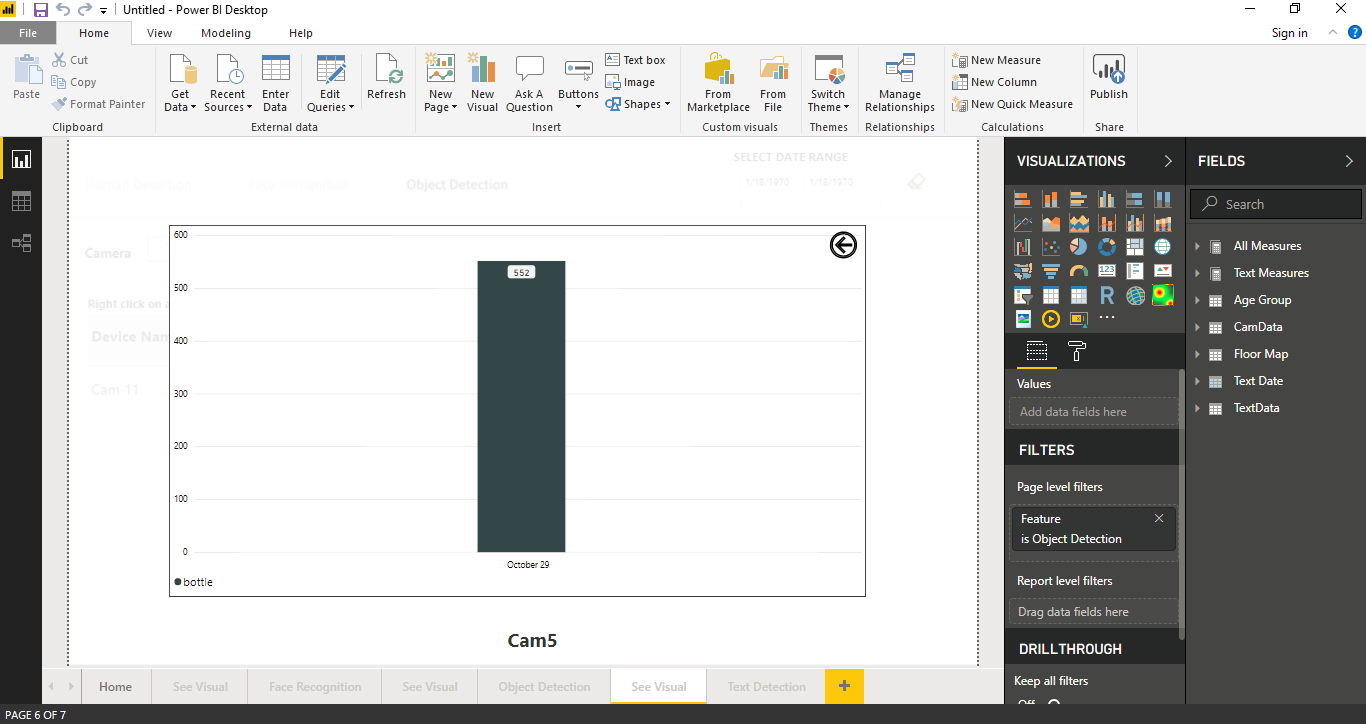 Untitled - Power BI Desktop
File Home View Modeling Help Sign in
Paste
Cut
Copy
Format Painter
Clipboard
Get Data
Recent Sources
Enter Data
Edit Queries
Refresh
External data
New Page
New Visual
Ask A Question
Buttons
Text box
Image
Shapes
Insert
From Marketplace
From File
Custom visuals
Switch Theme
Themes
Manage Relationships
Relationships
New Measure
New Column
New Quick Measure
Calculations
Publish
Share
SELECT DATE RANGE
Object Detection
1/18/1970 1/18/1970
Camera
Right click on a
Device Nam
Cam 11
600
500
400
300
200
100
0
552
October 29
bottle
Cam5
VISUALIZATIONS
123
R
Values
Add data fields here
FILTERS
Page level filters
Feature
is Object Detection
Report level filters
Drag data fields here
DRILLTHROUGH
Keep all filters
Off
FIELDS
Search
All Measures
Text Measures
Age Group
CamData
Floor Map
Text Date
TextData
Home See Visual Face Recognition See Visual Object Detection See Visual Text Detection +
PAGE 6 OF 7